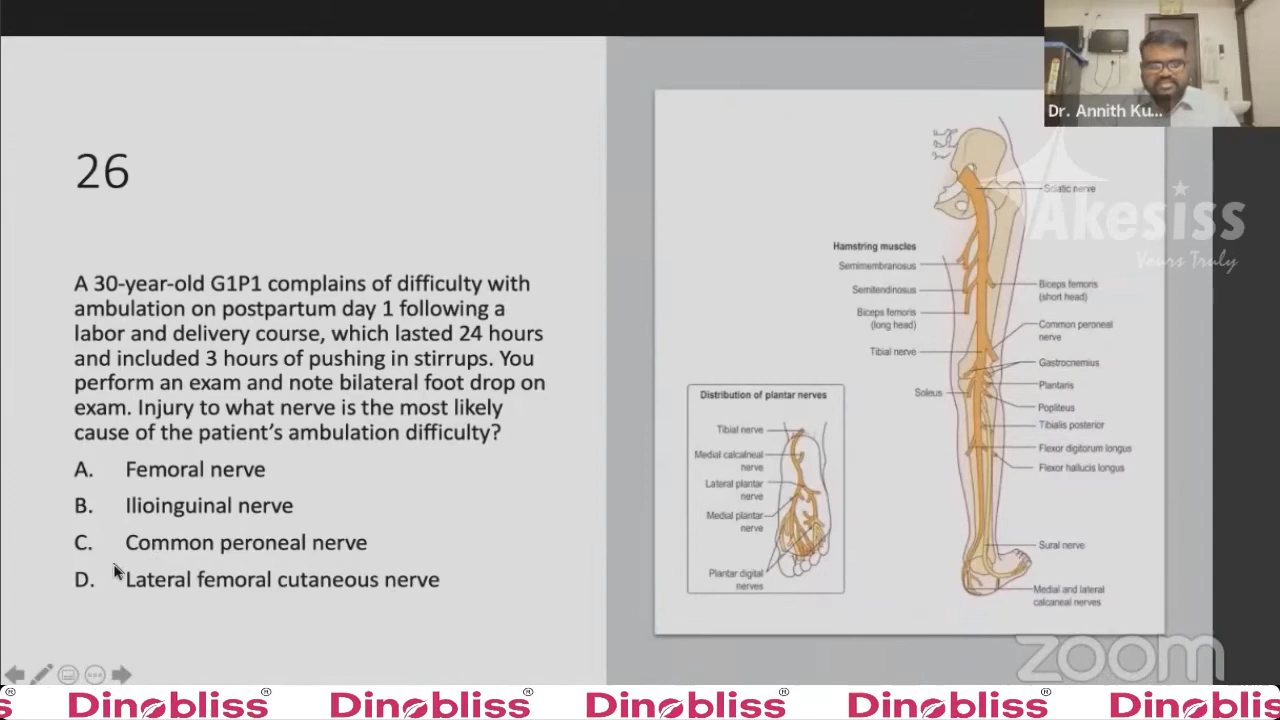 Dr. Annith Ku...
26
A 30-year-old G1P1 complains of difficulty with
ambulation on postpartum day 1 following a
labor and delivery course, which lasted 24 hours
and included 3 hours of pushing in stirrups. You
perform an exam and note bilateral foot drop on
exam. Injury to what nerve is the most likely
cause of the patient's ambulation difficulty?
A. Femoral nerve
B. Ilioinguinal nerve
C. Common peroneal nerve
D. Lateral femoral cutaneous nerve
Sciatic nerve
Akesiss
Yours Truly
Hamstring muscles
Semimembranosus
Semitendinosus
Biceps femoris
(long head)
Tibial nerve
Soleus
Biceps femoris
(short head)
Common peroneal
nerve
Gastrocnemius
Plantaris
Popliteus
Tibialis posterior
Flexor digitorum longus
Flexor hallucis longus
Sural nerve
Medial and lateral
calcaneal nerves
Distribution of plantar nerves
Tibial nerve
Medial calcalneal
nerve
Lateral plantar
nerve
Medial plantar
nerve
Plantar digital
nerves
zoom
s® Dinobliss® Dinobliss® Dinobliss® Dinobliss® Dinoblis